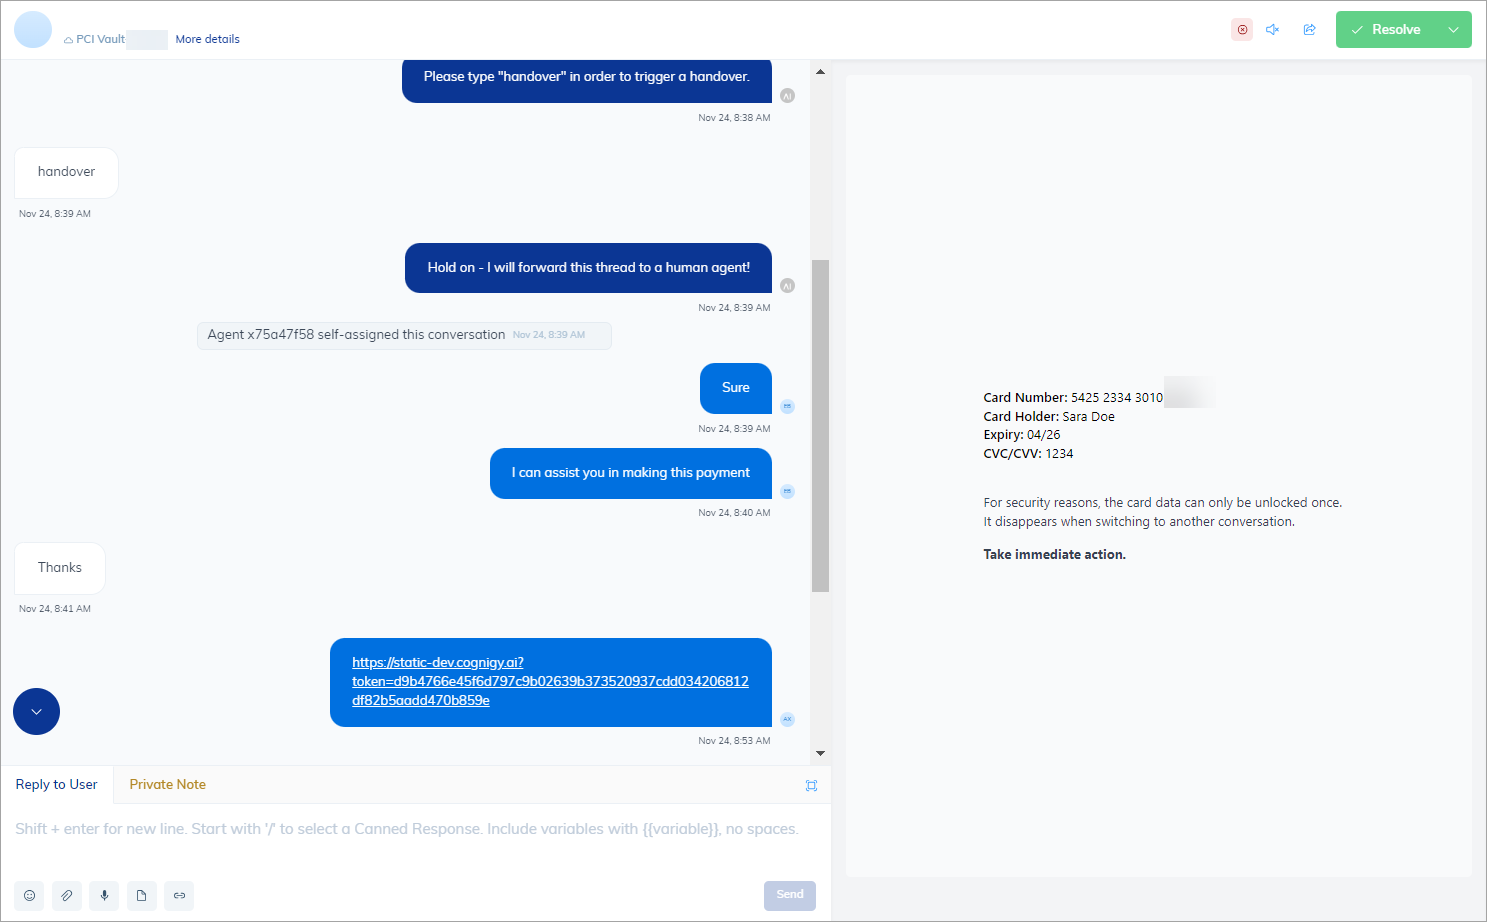 PCI Vault
More details
Resolve
Please type "handover" in order to trigger a handover.
AI
Nov 24, 8:38 AM
handover
Nov 24, 8:39 AM
Hold on - I will forward this thread to a human agent!
AI
Nov 24, 8:39 AM
Agent x75a47f58 self-assigned this conversation Nov 24, 8:39 AM
Sure
Nov 24, 8:39 AM
I can assist you in making this payment
Nov 24, 8:40 AM
Thanks
Nov 24, 8:41 AM
https://static-dev.cognigy.ai?
token=d9b4766e45f6d797c9b02639b373520937cdd034206812
df82b5aadd470b859e
AX
Nov 24, 8:53 AM
Reply to User
Private Note
Shift + enter for new line. Start with '/' to select a Canned Response. Include variables with {{variable}}, no spaces.
Send
Card Number: 5425 2334 3010
Card Holder: Sara Doe
Expiry: 04/26
CVC/CVV: 1234
For security reasons, the card data can only be unlocked once.
It disappears when switching to another conversation.
Take immediate action.